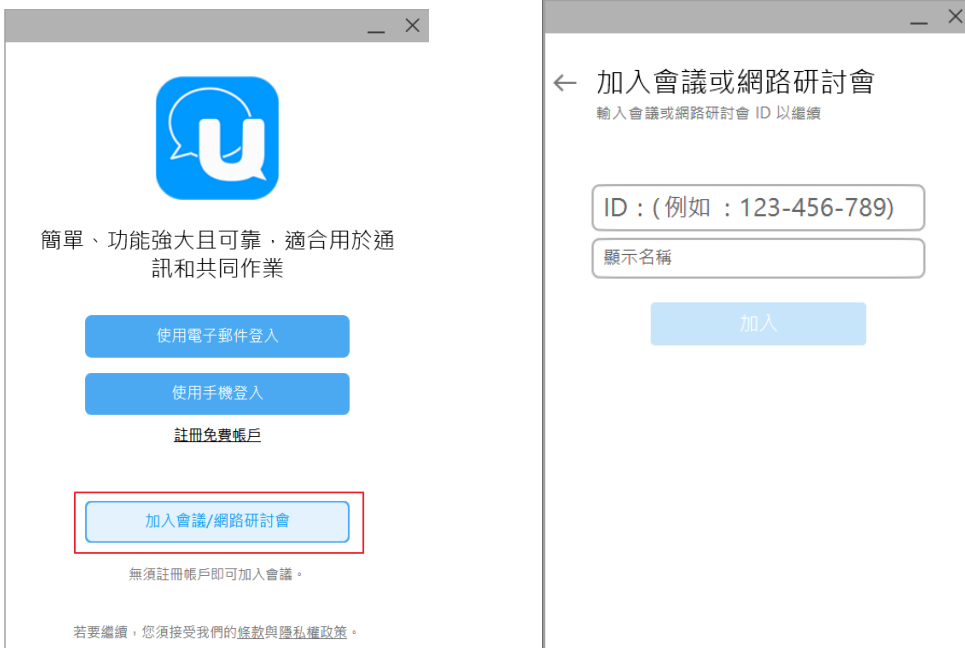 U
簡單、功能強大且可靠，適合用於通
訊和共同作業
使用電子郵件登入
使用手機登入
註冊免費帳戶
加入會議/網路研討會
無須註冊帳戶即可加入會議。
若要繼續，您須接受我們的條款與隱私權政策。
加入會議或網路研討會
輸入會議或網路研討會 ID 以繼續
ID：(例如：123-456-789)
顯示名稱
加入